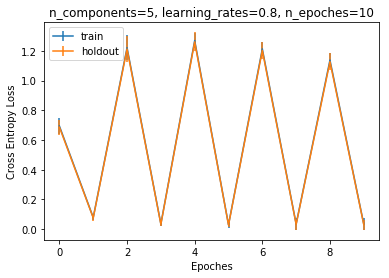 n_components=5, learning_rates=0.8, n_epoches=10
train
holdout
1.2
1.0
0.8
0.6
0.4
0.2
0.0
Cross Entropy Loss
0 2 4 6 8
Epoches